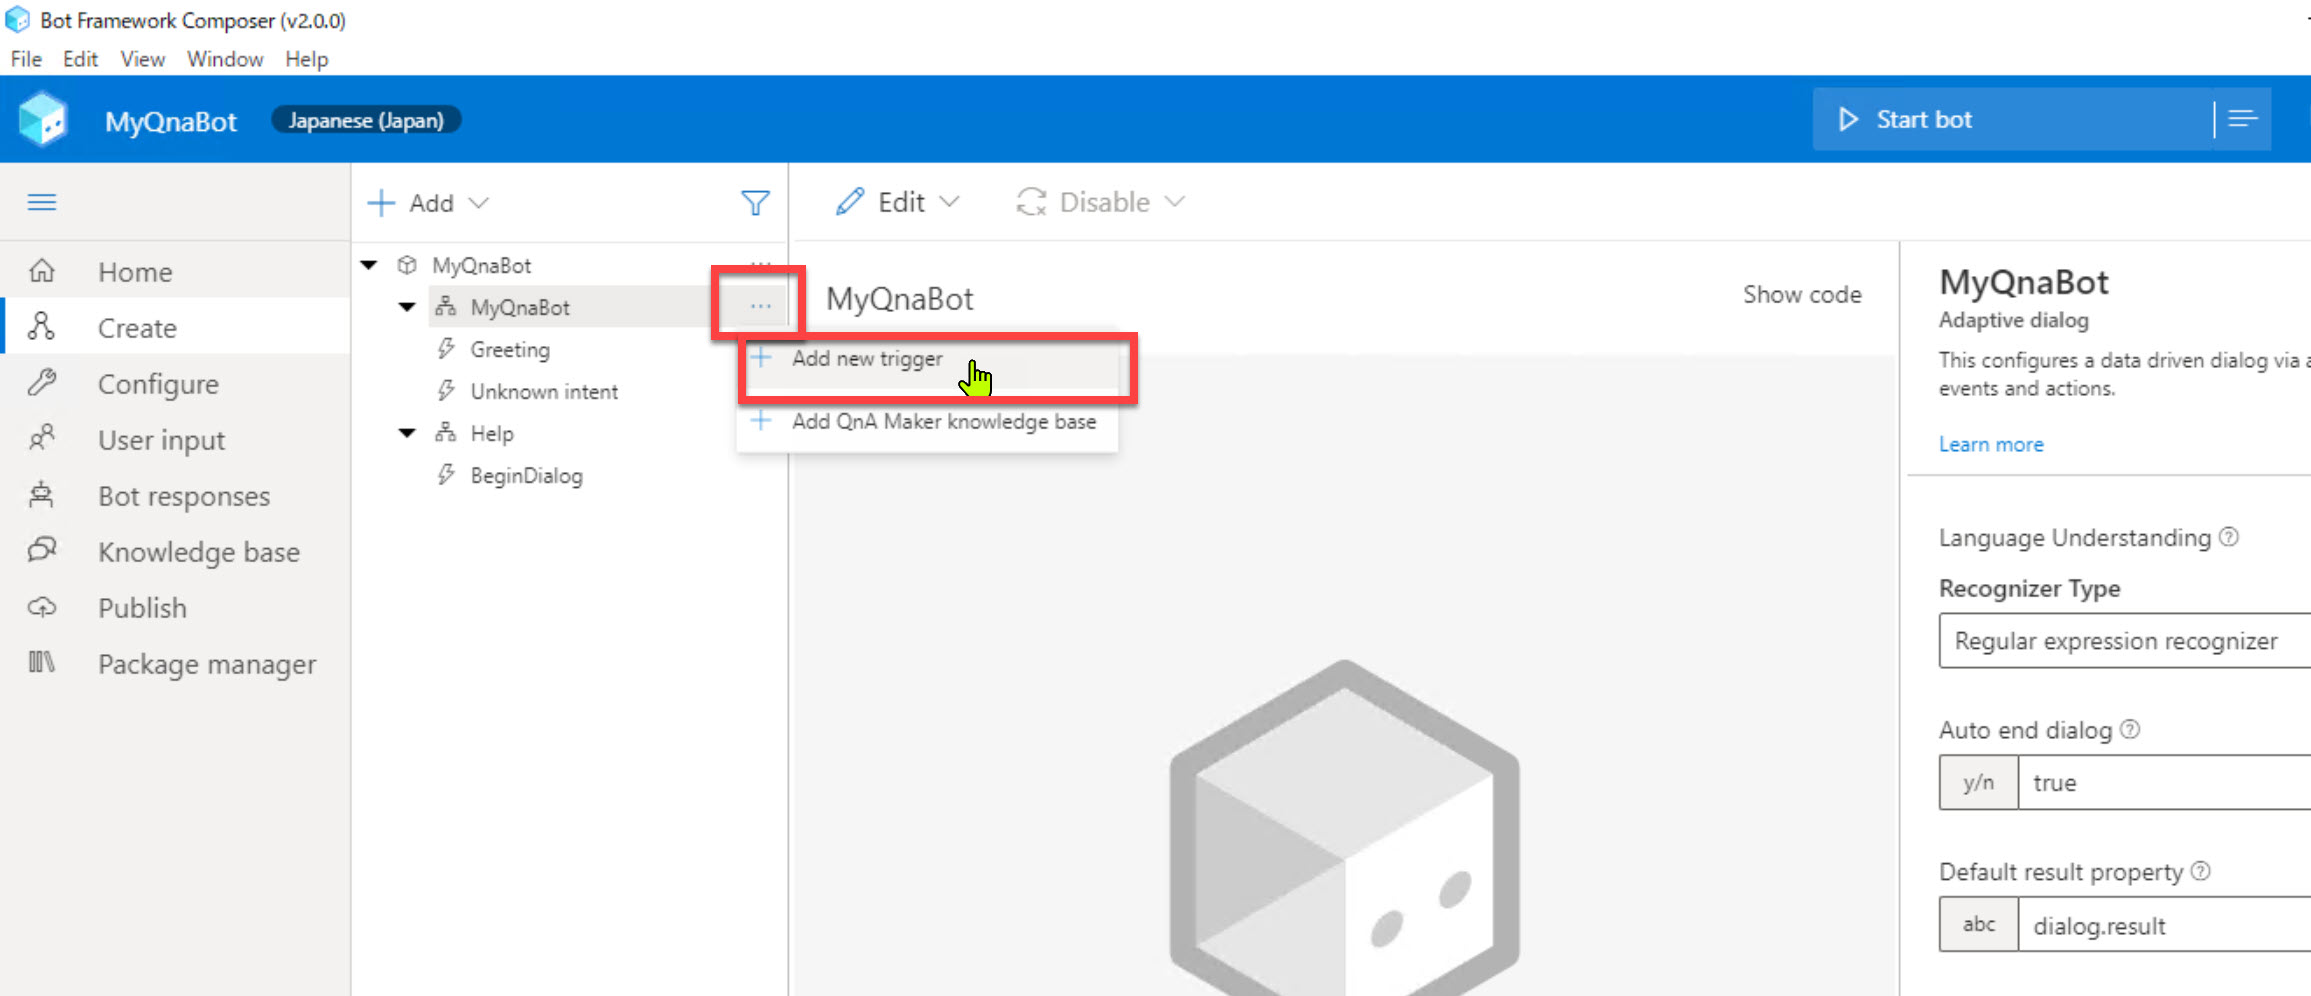 Bot Framework Composer (v2.0.0)
File Edit View Window Help
MyQnaBot Japanese (Japan) Start bot
Add Edit Disable
Home
Create
Configure
User input
Bot responses
Knowledge base
Publish
Package manager
MyQnaBot ...
MyQnaBot ...
Greeting
Unknown intent
Help
BeginDialog
Add new trigger
Add QnA Maker knowledge base
MyQnaBot Show code
MyQnaBot
Adaptive dialog
This configures a data driven dialog via a
events and actions.
Learn more
Language Understanding ?
Recognizer Type
Regular expression recognizer
Auto end dialog ?
y/n true
Default result property ?
abc dialog.result